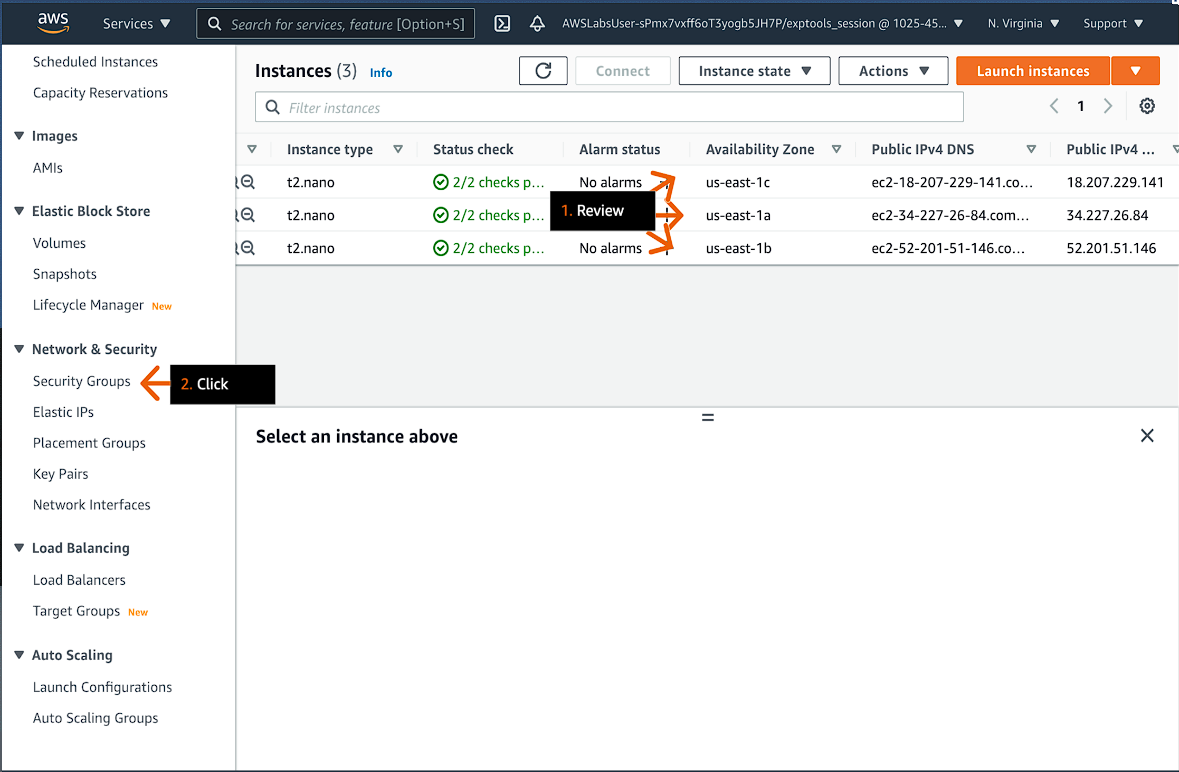 aws
Services
Search for services, feature [Option+S]
AWSLabsUser-sPmx7vxff6oT3yogb5JH7P/exptools_session @ 1025-45...
N. Virginia
Support
Scheduled Instances
Capacity Reservations
Images
AMIs
Elastic Block Store
Volumes
Snapshots
Lifecycle Manager New
Network & Security
Security Groups
2. Click
Elastic IPs
Placement Groups
Key Pairs
Network Interfaces
Load Balancing
Load Balancers
Target Groups New
Auto Scaling
Launch Configurations
Auto Scaling Groups
Instances (3) Info
Connect
Instance state
Actions
Launch instances
Filter instances
1
Instance type Status check Alarm status Availability Zone Public IPv4 DNS Public IPv4 ...
t2.nano 2/2 checks p... No alarms us-east-1c ec2-18-207-229-141.co... 18.207.229.141
t2.nano 2/2 checks p... us-east-1a ec2-34-227-26-84.com... 34.227.26.84
1. Review
t2.nano 2/2 checks p... No alarms us-east-1b ec2-52-201-51-146.co... 52.201.51.146
Select an instance above